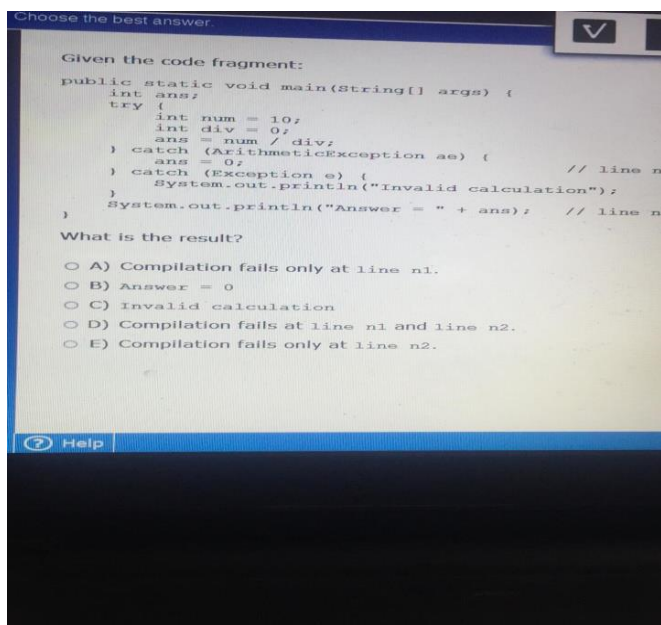 Choose the best answer.
Given the code fragment:
public static void main(String[] args) {
int ans;
try {
int num = 10;
int div = 0;
ans = num / div;
} catch (ArithmeticException ae) {
ans = 0; // line n
} catch (Exception e) {
System.out.println("Invalid calculation");
}
System.out.println("Answer = " + ans); // line n
}
What is the result?
A) Compilation fails only at line n1.
B) Answer = 0
C) Invalid calculation
D) Compilation fails at line n1 and line n2.
E) Compilation fails only at line n2.
? Help